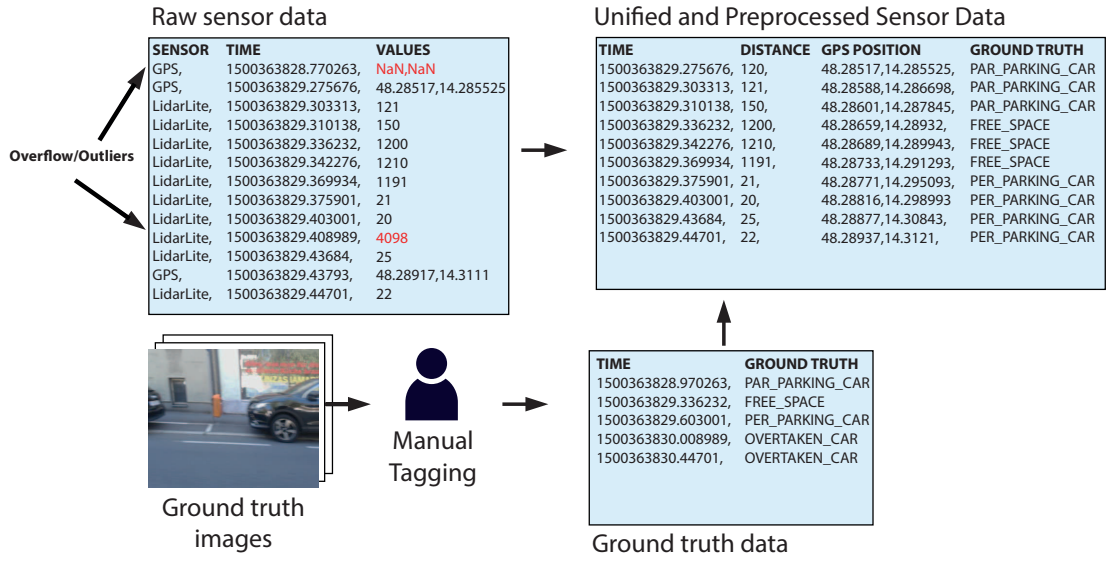 Raw sensor data
SENSOR TIME VALUES
GPS, 1500363828.770263, NaN,NaN
GPS, 1500363829.275676, 48.28517,14.285525
LidarLite, 1500363829.303313, 121
LidarLite, 1500363829.310138, 150
LidarLite, 1500363829.336232, 1200
LidarLite, 1500363829.342276, 1210
LidarLite, 1500363829.369934, 1191
LidarLite, 1500363829.375901, 21
LidarLite, 1500363829.403001, 20
LidarLite, 1500363829.408989, 4098
LidarLite, 1500363829.43684, 25
GPS, 1500363829.43793, 48.28917,14.3111
LidarLite, 1500363829.44701, 22
Overflow/Outliers
Unified and Preprocessed Sensor Data
TIME DISTANCE GPS POSITION GROUND TRUTH
1500363829.275676, 120, 48.28517,14.285525, PAR_PARKING_CAR
1500363829.303313, 121, 48.28588,14.286698, PAR_PARKING_CAR
1500363829.310138, 150, 48.28601,14.287845, PAR_PARKING_CAR
1500363829.336232, 1200, 48.28659,14.28932, FREE_SPACE
1500363829.342276, 1210, 48.28689,14.289943, FREE_SPACE
1500363829.369934, 1191, 48.28733,14.291293, FREE_SPACE
1500363829.375901, 21, 48.28771,14.295093, PER_PARKING_CAR
1500363829.403001, 20, 48.28816,14.298993 PER_PARKING_CAR
1500363829.43684, 25, 48.28877,14.30843, PER_PARKING_CAR
1500363829.44701, 22, 48.28937,14.3121, PER_PARKING_CAR
Ground truth
images
Manual
Tagging
TIME GROUND TRUTH
1500363828.970263, PAR_PARKING_CAR
1500363829.336232, FREE_SPACE
1500363829.603001, PER_PARKING_CAR
1500363830.008989, OVERTAKEN_CAR
1500363830.44701, OVERTAKEN_CAR
Ground truth data